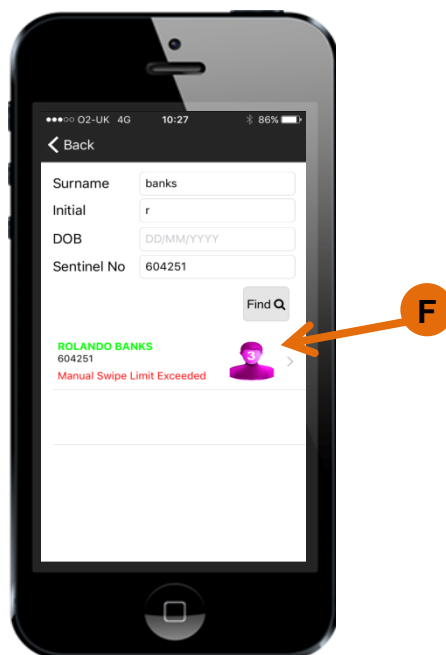 ●●●○○ O2-UK 4G 10:27 86%
Back
Surname banks
Initial r
DOB DD/MM/YYYY
Sentinel No 604251
Find
F
ROLANDO BANKS
604251
3
Manual Swipe Limit Exceeded